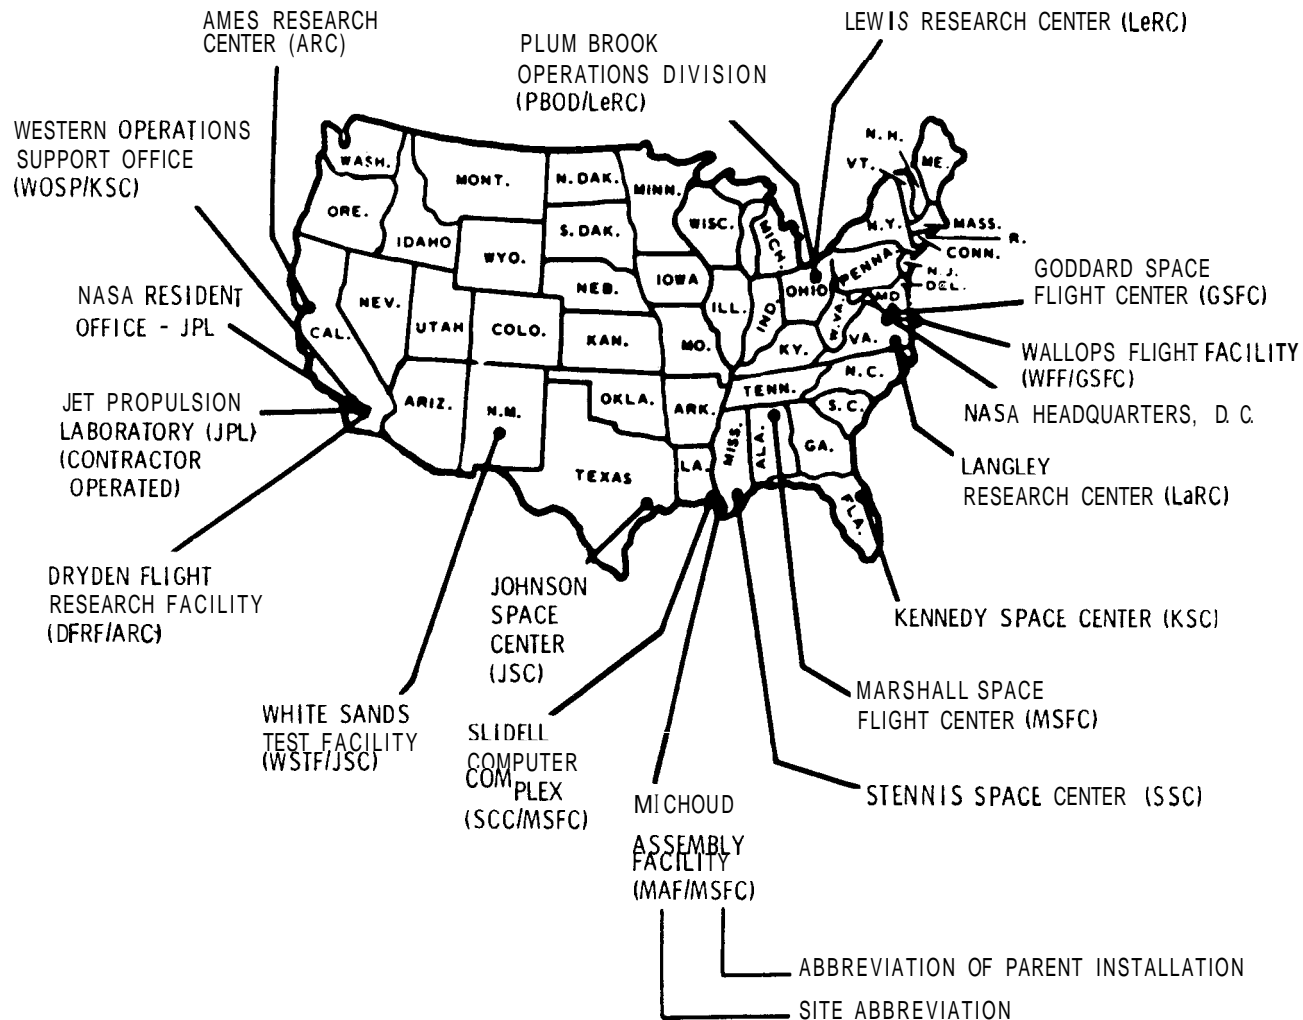 AMES RESEARCH
CENTER (ARC)
LEWIS RESEARCH CENTER (LeRC)
PLUM BROOK
OPERATIONS DIVISION
(PBOD/LeRC)
WESTERN OPERATIONS
SUPPORT OFFICE
(WOSP/KSC)
NASA RESIDENT
OFFICE - JPL
JET PROPULSION
LABORATORY (JPL)
(CONTRACTOR
OPERATED)
DRYDEN FLIGHT
RESEARCH FACILITY
(DFRF/ARC)
WHITE SANDS
TEST FACILITY
(WSTF/JSC)
JOHNSON
SPACE
CENTER
(JSC)
SLIDELL
COMPUTER
COMPLEX
(SCC/MSFC)
MICHOUD
ASSEMBLY
FACILITY
(MAF/MSFC)
ABBREVIATION OF PARENT INSTALLATION
SITE ABBREVIATION
GODDARD SPACE
FLIGHT CENTER (GSFC)
WALLOPS FLIGHT FACILITY
(WFF/GSFC)
NASA HEADQUARTERS, D. C.
LANGLEY
RESEARCH CENTER (LaRC)
KENNEDY SPACE CENTER (KSC)
MARSHALL SPACE
FLIGHT CENTER (MSFC)
STENNIS SPACE CENTER (SSC)
WASH.
ORE.
CAL.
NEV.
IDAHO
MONT.
WYO.
UTAH
COLO.
ARIZ.
N.M.
N. DAK.
S. DAK.
NEB.
KAN.
OKLA.
TEXAS
MINN.
IOWA
MO.
ARK.
LA.
WISC.
ILL.
MICH.
IND.
OHIO
KY.
TENN.
MISS.
ALA.
GA.
FLA.
S.C.
N.C.
VA.
W.VA.
MD
PENNA.
N.Y.
VT.
N.H.
ME.
MASS.
R.
CONN.
N.J.
DEL.